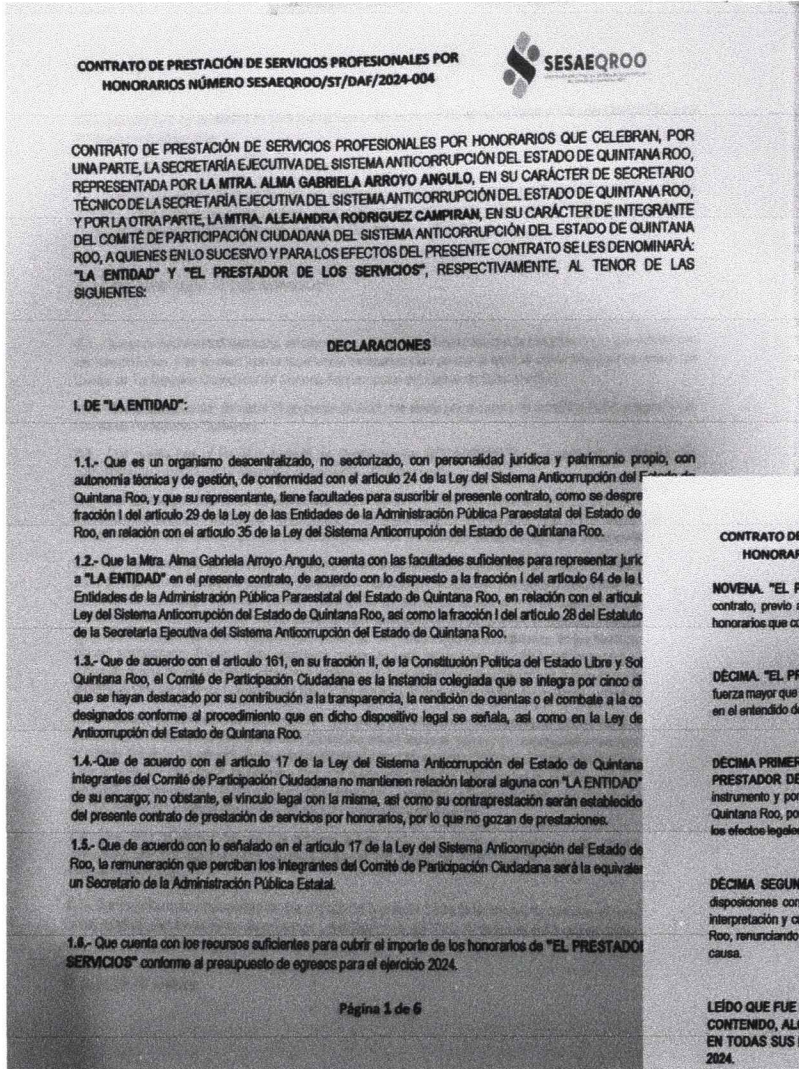 CONTRATO DE PRESTACIÓN DE SERVICIOS PROFESIONALES POR
HONORARIOS NÚMERO SESAEQROO/ST/DAF/2024-004
SESAEQROO
CONTRATO DE PRESTACIÓN DE SERVICIOS PROFESIONALES POR HONORARIOS QUE CELEBRAN, POR
UNA PARTE, LA SECRETARÍA EJECUTIVA DEL SISTEMA ANTICORRUPCIÓN DEL ESTADO DE QUINTANA ROO,
REPRESENTADA POR LA MTRA. ALMA GABRIELA ARROYO ANGULO, EN SU CARÁCTER DE SECRETARIO
TÉCNICO DE LA SECRETARÍA EJECUTIVA DEL SISTEMA ANTICORRUPCIÓN DEL ESTADO DE QUINTANA ROO,
Y POR LA OTRA PARTE, LA MTRA. ALEJANDRA RODRIGUEZ CAMPIRAN, EN SU CARÁCTER DE INTEGRANTE
DEL COMITÉ DE PARTICIPACIÓN CIUDADANA DEL SISTEMA ANTICORRUPCIÓN DEL ESTADO DE QUINTANA
ROO, A QUIENES EN LO SUCESIVO Y PARA LOS EFECTOS DEL PRESENTE CONTRATO SE LES DENOMINARÁ:
"LA ENTIDAD" Y "EL PRESTADOR DE LOS SERVICIOS", RESPECTIVAMENTE, AL TENOR DE LAS
SIGUIENTES:
DECLARACIONES
I. DE "LA ENTIDAD":
1.1.- Que es un organismo descentralizado, no sectorizado, con personalidad jurídica y patrimonio propio, con
autonomía técnica y de gestión, de conformidad con el artículo 24 de la Ley del Sistema Anticorrupción del Estado de
Quintana Roo, y que su representante, tiene facultades para suscribir el presente contrato, como se despre
fracción I del artículo 29 de la Ley de las Entidades de la Administración Pública Paraestatal del Estado de
Roo, en relación con el artículo 35 de la Ley del Sistema Anticorrupción del Estado de Quintana Roo.
1.2.- Que la Mtra. Alma Gabriela Arroyo Angulo, cuenta con las facultades suficientes para representar juríc
a "LA ENTIDAD" en el presente contrato, de acuerdo con lo dispuesto a la fracción I del artículo 64 de la L
Entidades de la Administración Pública Paraestatal del Estado de Quintana Roo, en relación con el artículo
Ley del Sistema Anticorrupción del Estado de Quintana Roo, así como la fracción I del artículo 28 del Estatuto
de la Secretaría Ejecutiva del Sistema Anticorrupción del Estado de Quintana Roo.
1.3.- Que de acuerdo con el artículo 161, en su fracción II, de la Constitución Política del Estado Libre y Sob
Quintana Roo, el Comité de Participación Ciudadana es la instancia colegiada que se integra por cinco ci
que se hayan destacado por su contribución a la transparencia, la rendición de cuentas o el combate a la co
designados conforme al procedimiento que en dicho dispositivo legal se señala, así como en la Ley de
Anticorrupción del Estado de Quintana Roo.
1.4.-Que de acuerdo con el artículo 17 de la Ley del Sistema Anticorrupción del Estado de Quintana
integrantes del Comité de Participación Ciudadana no mantienen relación laboral alguna con "LA ENTIDAD"
de su encargo; no obstante, el vínculo legal con la misma, así como su contraprestación serán establecido
del presente contrato de prestación de servicios por honorarios, por lo que no gozan de prestaciones.
1.5.- Que de acuerdo con lo señalado en el artículo 17 de la Ley del Sistema Anticorrupción del Estado de
Roo, la remuneración que perciban los integrantes del Comité de Participación Ciudadana será la equivaler
un Secretario de la Administración Pública Estatal.
1.6.- Que cuenta con los recursos suficientes para cubrir el importe de los honorarios de "EL PRESTADOR
SERVICIOS" conforme al presupuesto de egresos para el ejercicio 2024.
Página 1 de 6
CONTRATO DE
HONORAR
NOVENA. "EL P
contrato, previo a
honorarios que c
DÉCIMA. "EL PR
fuerza mayor que
en el entendido d
DÉCIMA PRIMER
PRESTADOR DE
instrumento y por
Quintana Roo, po
los efectos legale
DÉCIMA SEGUN
disposiciones con
interpretación y c
Roo, renunciando
causa.
LEÍDO QUE FUE
CONTENIDO, AL
EN TODAS SUS
2024.